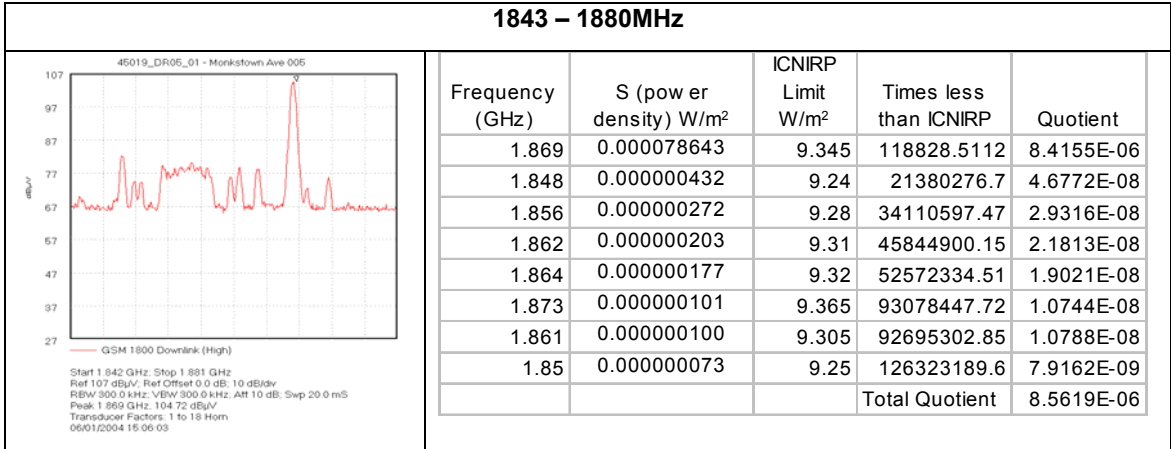 1843 – 1880MHz
45019_DR05_01 - Monkstown Ave 005
107
97
87
77
67
57
47
37
27
dBµV
GSM 1800 Downlink (High)
Start 1.842 GHz; Stop 1.881 GHz
Ref 107 dBµV; Ref Offset 0.0 dB; 10 dB/div
RBW 300.0 kHz; VBW 300.0 kHz; Att 10 dB; Swp 20.0 mS
Peak 1.869 GHz, 104.72 dBµV
Transducer Factors: 1 to 18 Horn
06/01/2004 15:06:03
Frequency (GHz) S (pow er density) W/m² ICNIRP Limit W/m² Times less than ICNIRP Quotient
1.869 0.000078643 9.345 118828.5112 8.4155E-06
1.848 0.000000432 9.24 21380276.7 4.6772E-08
1.856 0.000000272 9.28 34110597.47 2.9316E-08
1.862 0.000000203 9.31 45844900.15 2.1813E-08
1.864 0.000000177 9.32 52572334.51 1.9021E-08
1.873 0.000000101 9.365 93078447.72 1.0744E-08
1.861 0.000000100 9.305 92695302.85 1.0788E-08
1.85 0.000000073 9.25 126323189.6 7.9162E-09
Total Quotient 8.5619E-06